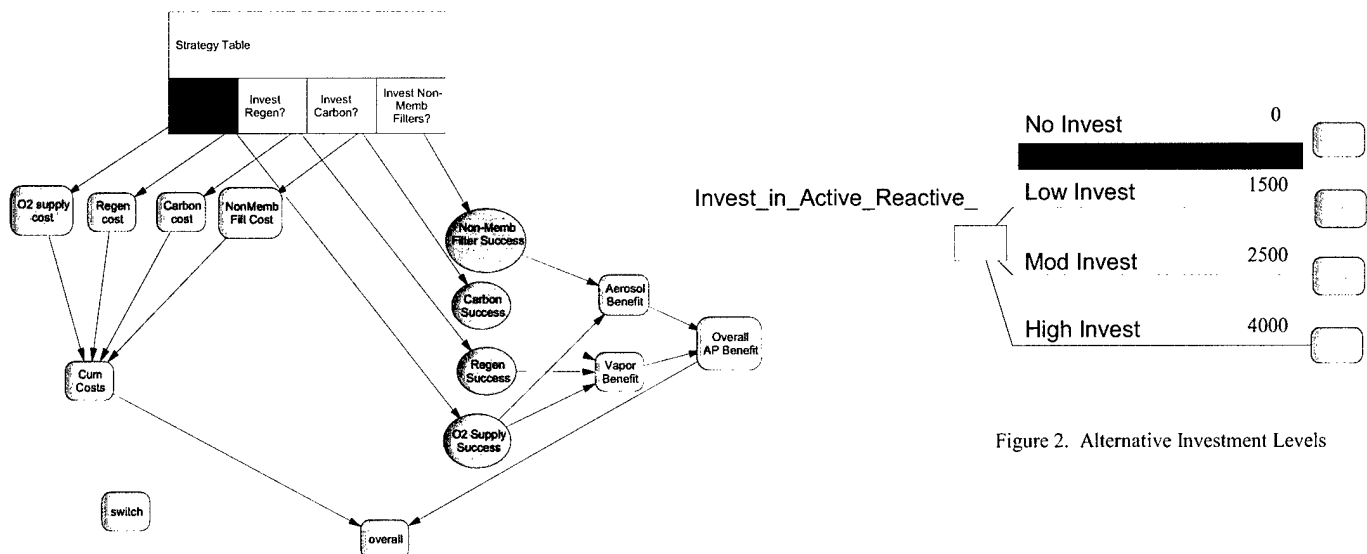 Strategy Table
Invest
Regen?
Invest
Carbon?
Invest Non-
Memb
Filters?
O2 supply
cost
Regen
cost
Carbon
cost
NonMemb
Filt Cost
Non-Memb
Filter Success
Carbon
Success
Regen
Success
O2 Supply
Success
Aerosol
Benefit
Vapor
Benefit
Overall
AP Benefit
Cum
Costs
switch
overall
Invest_in_Active_Reactive_
No Invest 0
Low Invest 1500
Mod Invest 2500
High Invest 4000
Figure 2. Alternative Investment Levels